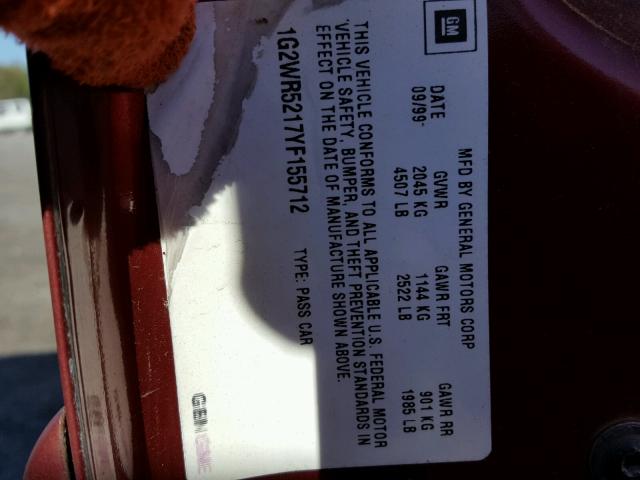 GM
MFD BY GENERAL MOTORS CORP
DATE GVWR GAWR FRT GAWR RR
09/99 2045 KG 1144 KG 901 KG
4507 LB 2522 LB 1985 LB
THIS VEHICLE CONFORMS TO ALL APPLICABLE U.S. FEDERAL MOTOR
VEHICLE SAFETY, BUMPER, AND THEFT PREVENTION STANDARDS IN
EFFECT ON THE DATE OF MANUFACTURE SHOWN ABOVE.
1G2WR5217YF155712 TYPE: PASS CAR